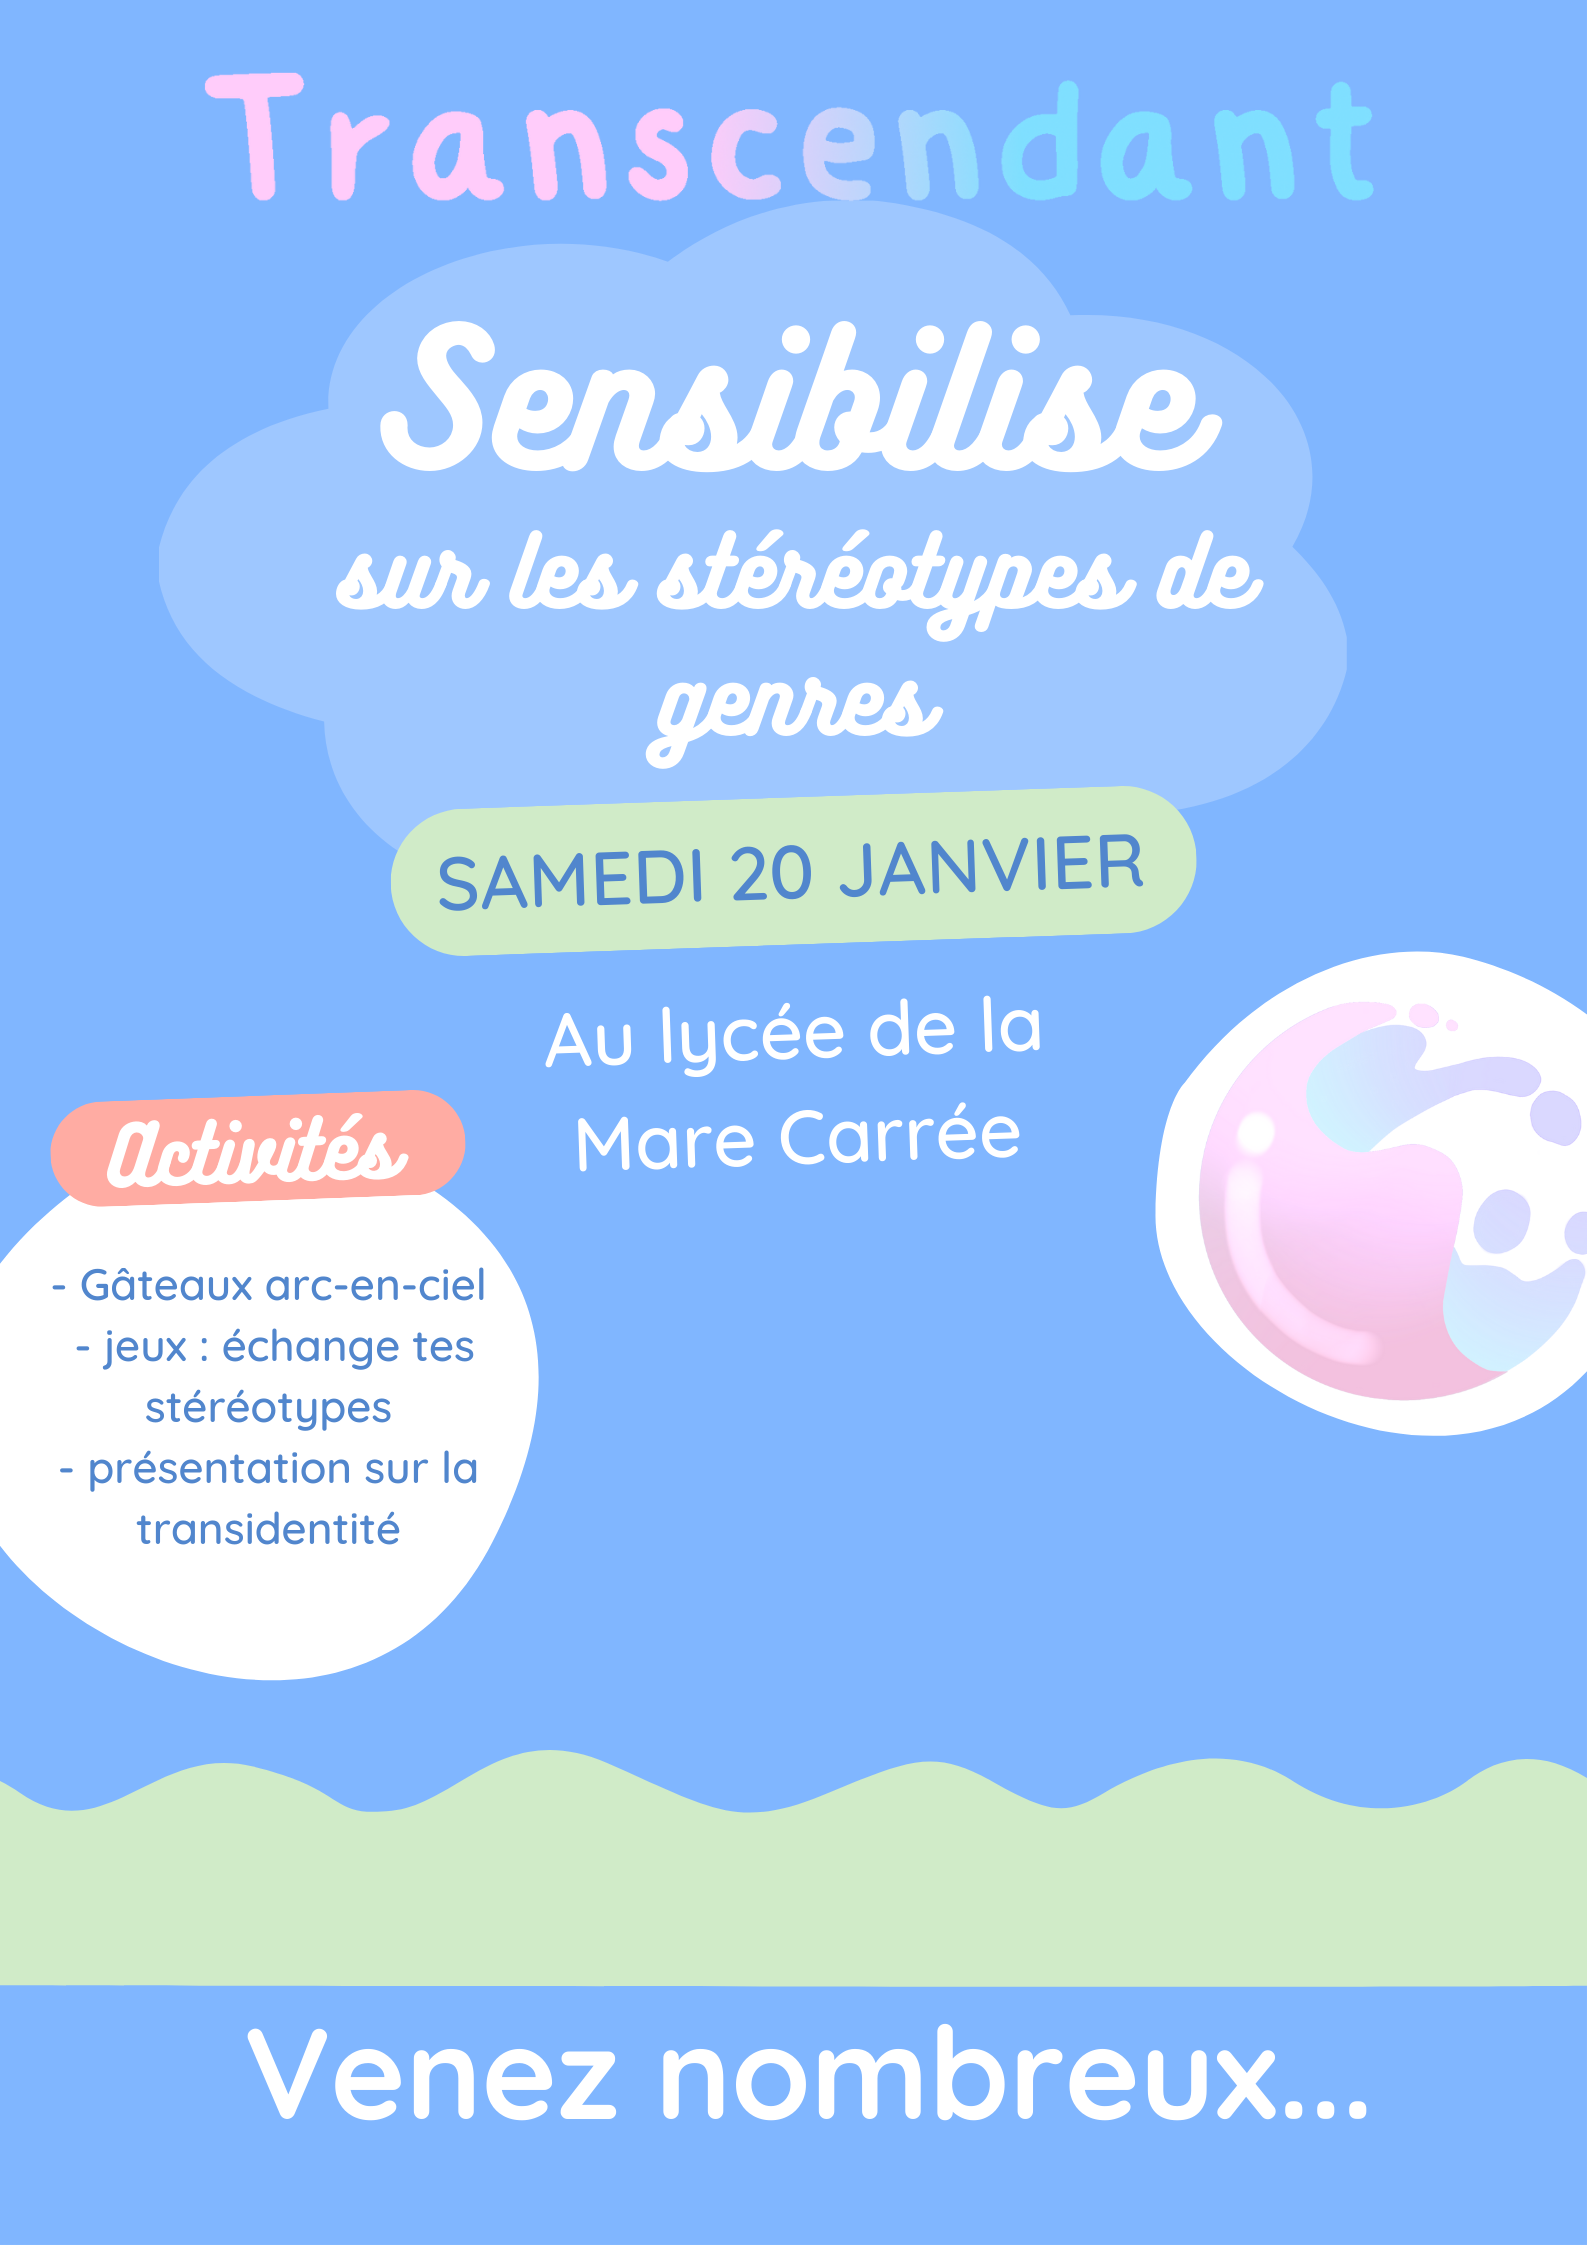 Transcendant
Sensibilise
sur les stéréotypes de
genres
SAMEDI 20 JANVIER
Au lycée de la
Mare Carrée
Activités
- Gâteaux arc-en-ciel
- jeux : échange tes
stéréotypes
- présentation sur la
transidentité
Venez nombreux...